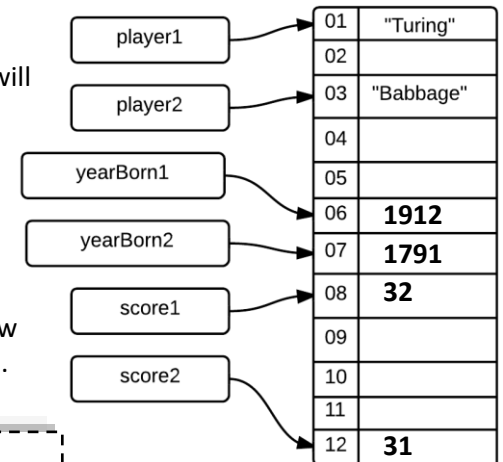 player1
01 "Turing"
02
will
player2
03 "Babbage"
04
yearBorn1
05
06 1912
yearBorn2
07 1791
score1
08 32
w
09
.
score2
10
11
12 31